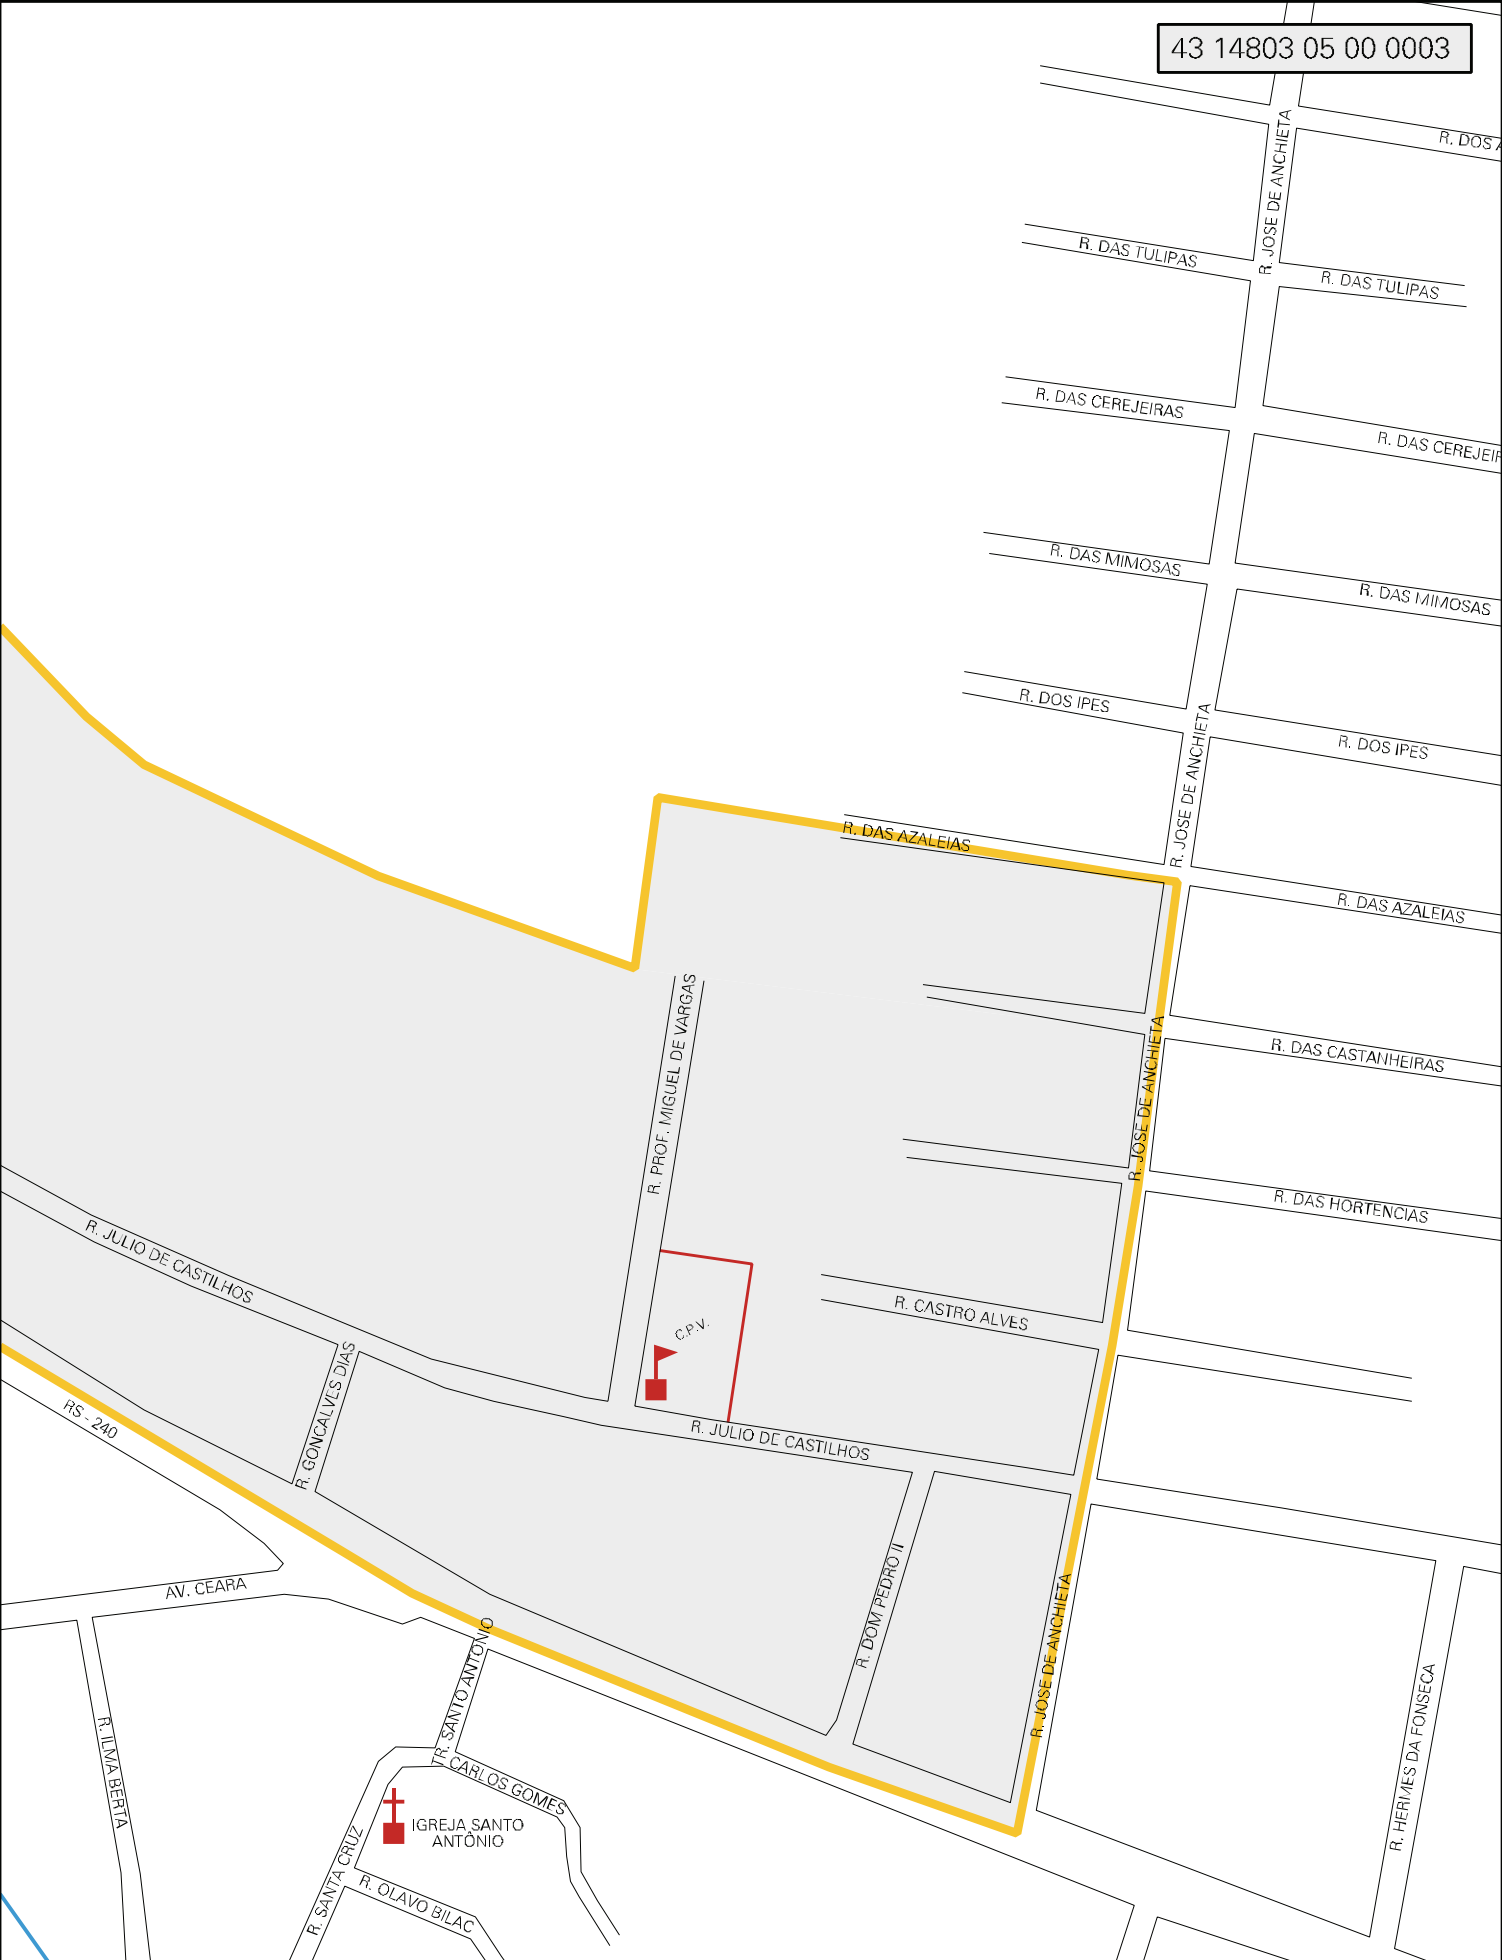 43 14803 05 00 0003
R. DOS A
R. JOSE DE ANCHIETA
R. DAS TULIPAS
R. DAS TULIPAS
R. DAS CEREJEIRAS
R. DAS CEREJEIR
R. DAS MIMOSAS
R. DAS MIMOSAS
R. DOS IPES
R. JOSE DE ANCHIETA
R. DOS IPES
R. DAS AZALEIAS
R. DAS AZALEIAS
R. PROF. MIGUEL DE VARGAS
R. JOSE DE ANCHIETA
R. DAS CASTANHEIRAS
R. DAS HORTENCIAS
R. JULIO DE CASTILHOS
R. CASTRO ALVES
C.P.V.
R. GONCALVES DIAS
RS - 240
R. JULIO DE CASTILHOS
R. DOM PEDRO II
R. JOSE DE ANCHIETA
AV. CEARA
TR. SANTO ANTONIO
R. HERMES DA FONSECA
R. ILMA BERTA
CARLOS GOMES
IGREJA SANTO
ANTÔNIO
R. SANTA CRUZ
R. OLAVO BILAC